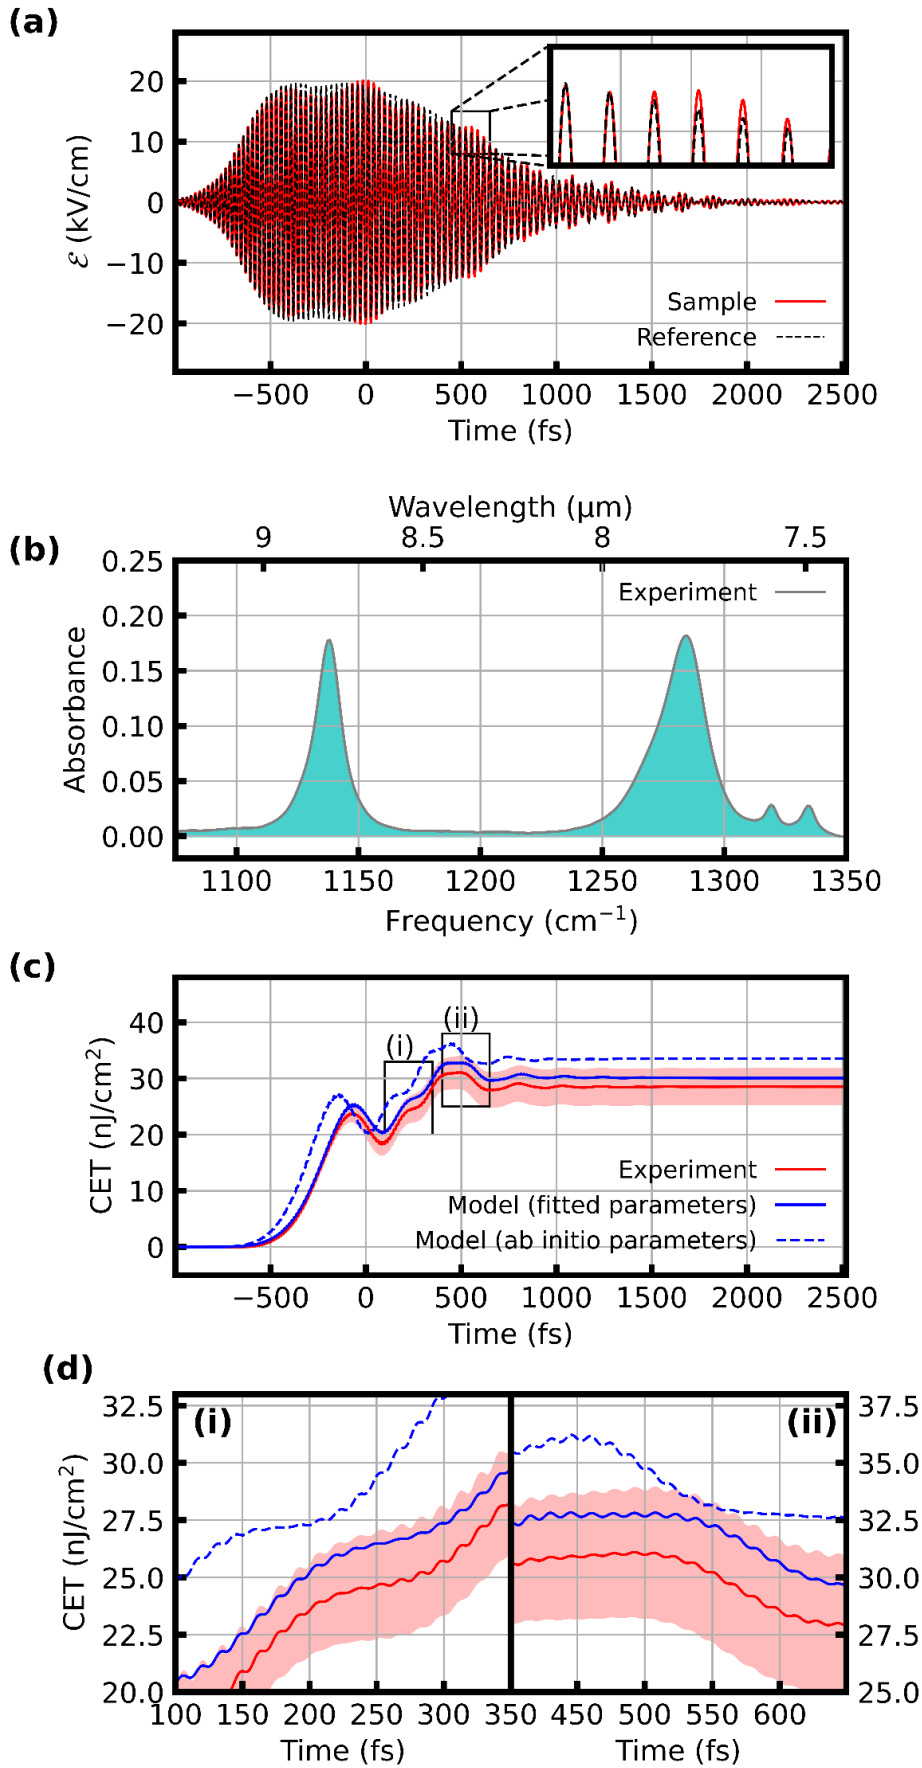 (a)
20
10
0
−10
−20
ℰ (kV/cm)
Sample
Reference
−500 0 500 1000 1500 2000 2500
Time (fs)
Wavelength (μm)
(b)
9 8.5 8 7.5
0.25
0.20
0.15
0.10
0.05
0.00
Absorbance
Experiment
1100 1150 1200 1250 1300 1350
Frequency (cm⁻¹)
(c)
40
30
20
10
0
CET (nJ/cm²)
(i)
(ii)
Experiment
Model (fitted parameters)
Model (ab initio parameters)
−500 0 500 1000 1500 2000 2500
Time (fs)
(d)
32.5
30.0
27.5
25.0
22.5
20.0
CET (nJ/cm²)
(i)
(ii)
37.5
35.0
32.5
30.0
27.5
25.0
100 150 200 250 300 350 450 500 550 600
Time (fs) Time (fs)